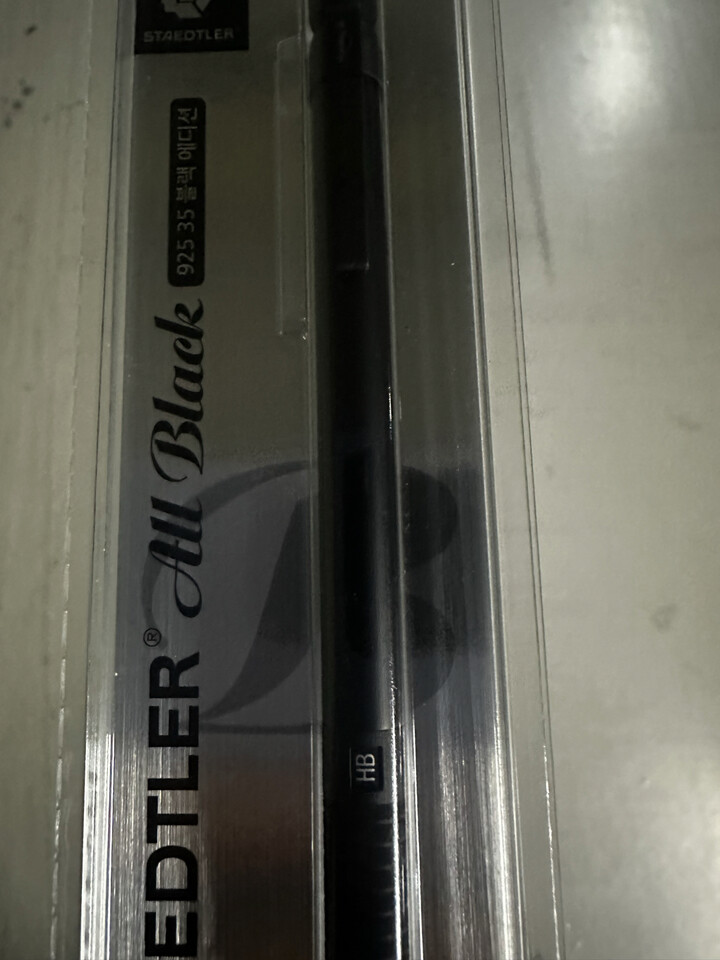 STAEDTLER
EDTLER® All Black 925 35 블랙 에디션
HB